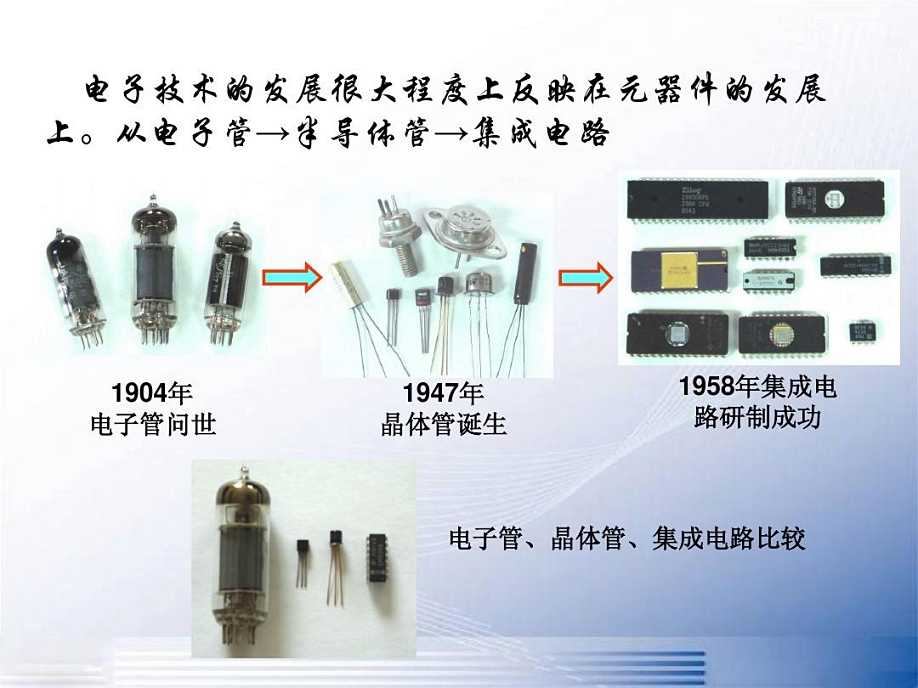 电子技术的发展很大程度上反映在元器件的发展
上。从电子管→半导体管→集成电路
Zilog
1904年
电子管问世
1947年
晶体管诞生
1958年集成电
路研制成功
电子管、晶体管、集成电路比较